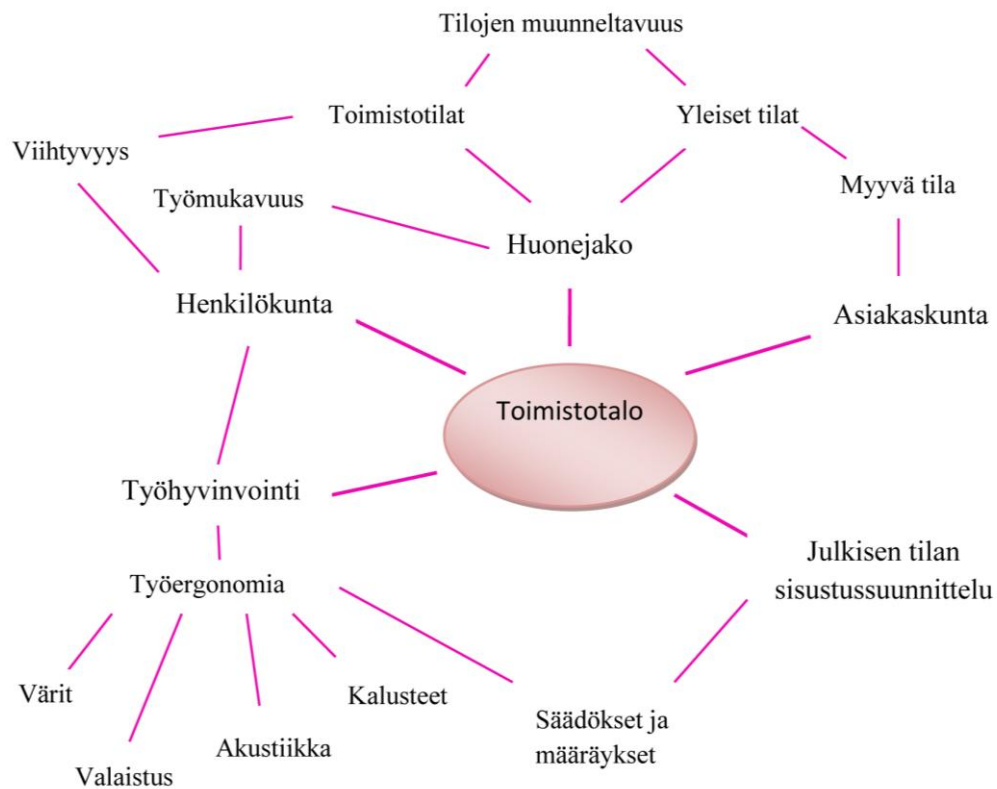 Tilojen muunneltavuus
Toimistotilat
Yleiset tilat
Viihtyvyys
Myyvä tila
Työmukavuus
Huonejako
Henkilökunta
Asiakaskunta
Toimistotalo
Työhyvinvointi
Julkisen tilan
sisustussuunnittelu
Työergonomia
Värit
Kalusteet
Säädökset ja
määräykset
Akustiikka
Valaistus